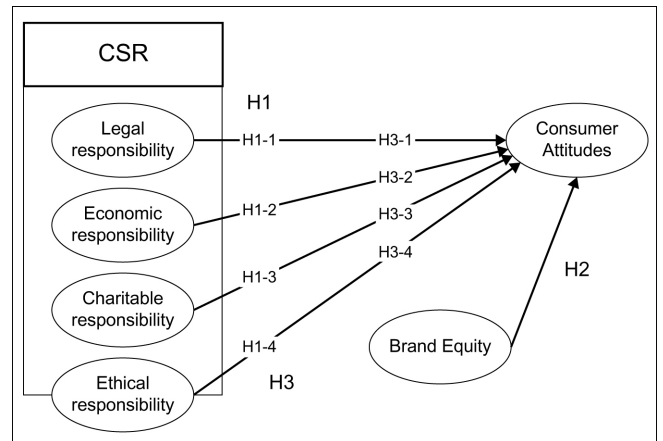 CSR
H1
Legal
responsibility
H1-1
H3-1
Consumer
Attitudes
Economic
responsibility
H1-2
H3-2
H3-3
Charitable
responsibility
H1-3
H3-4
H2
Ethical
responsibility
H1-4
H3
Brand Equity